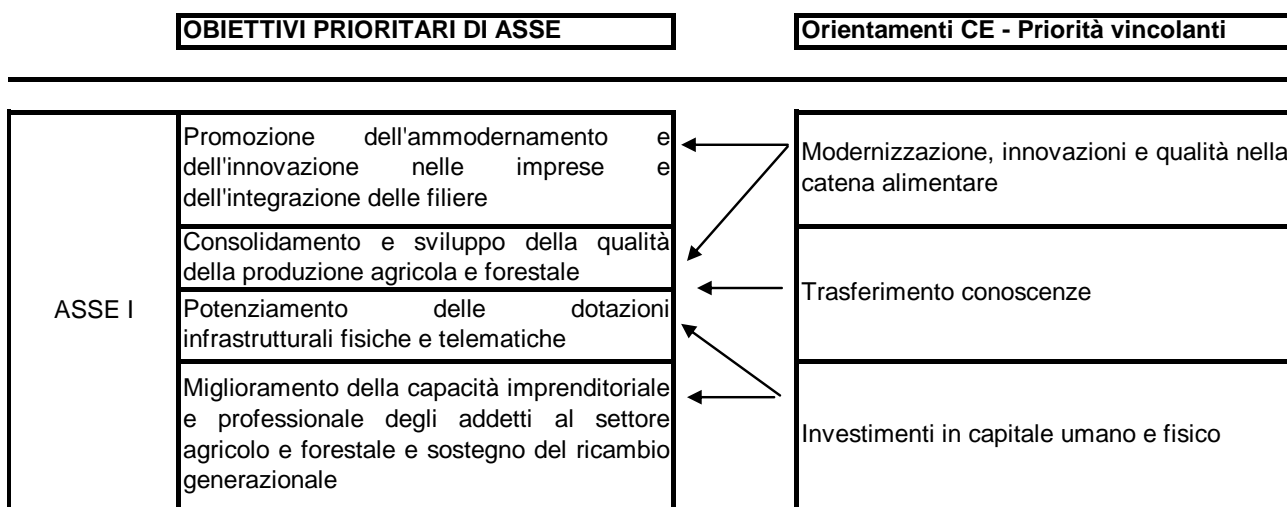 OBIETTIVI PRIORITARI DI ASSE
Orientamenti CE - Priorità vincolanti
ASSE I
Promozione dell'ammodernamento e
dell'innovazione nelle imprese e
dell'integrazione delle filiere
Consolidamento e sviluppo della qualità
della produzione agricola e forestale
Potenziamento delle dotazioni
infrastrutturali fisiche e telematiche
Miglioramento della capacità imprenditoriale
e professionale degli addetti al settore
agricolo e forestale e sostegno del ricambio
generazionale
Modernizzazione, innovazioni e qualità nella
catena alimentare
Trasferimento conoscenze
Investimenti in capitale umano e fisico